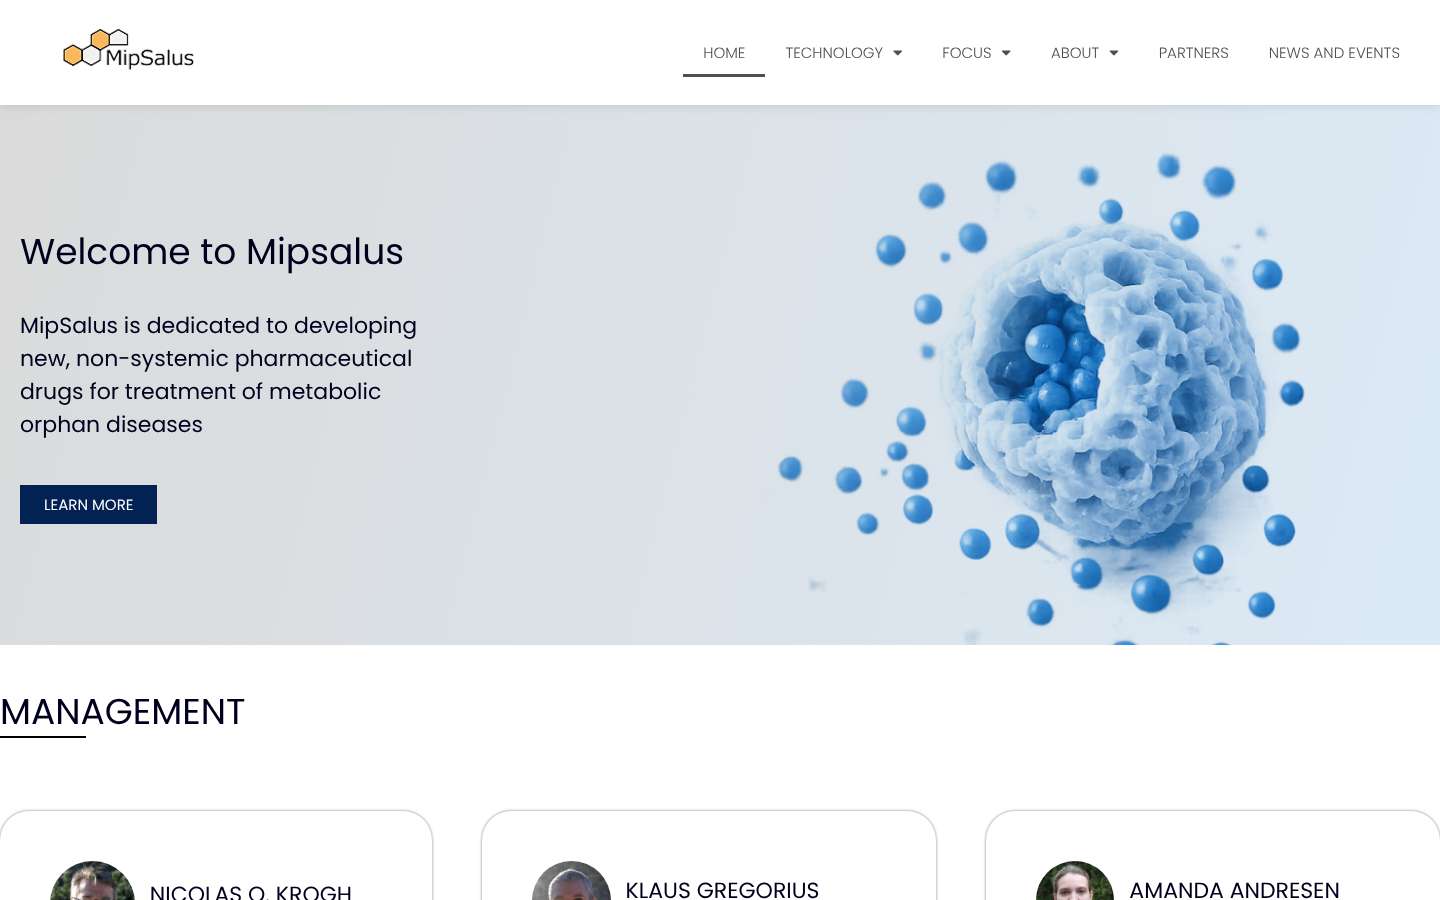 MipSalus
HOME
TECHNOLOGY
FOCUS
ABOUT
PARTNERS
NEWS AND EVENTS
Welcome to Mipsalus
MipSalus is dedicated to developing
new, non-systemic pharmaceutical
drugs for treatment of metabolic
orphan diseases
LEARN MORE
MANAGEMENT
NICOLAS O. KROGH
KLAUS GREGORIUS
AMANDA ANDRESEN